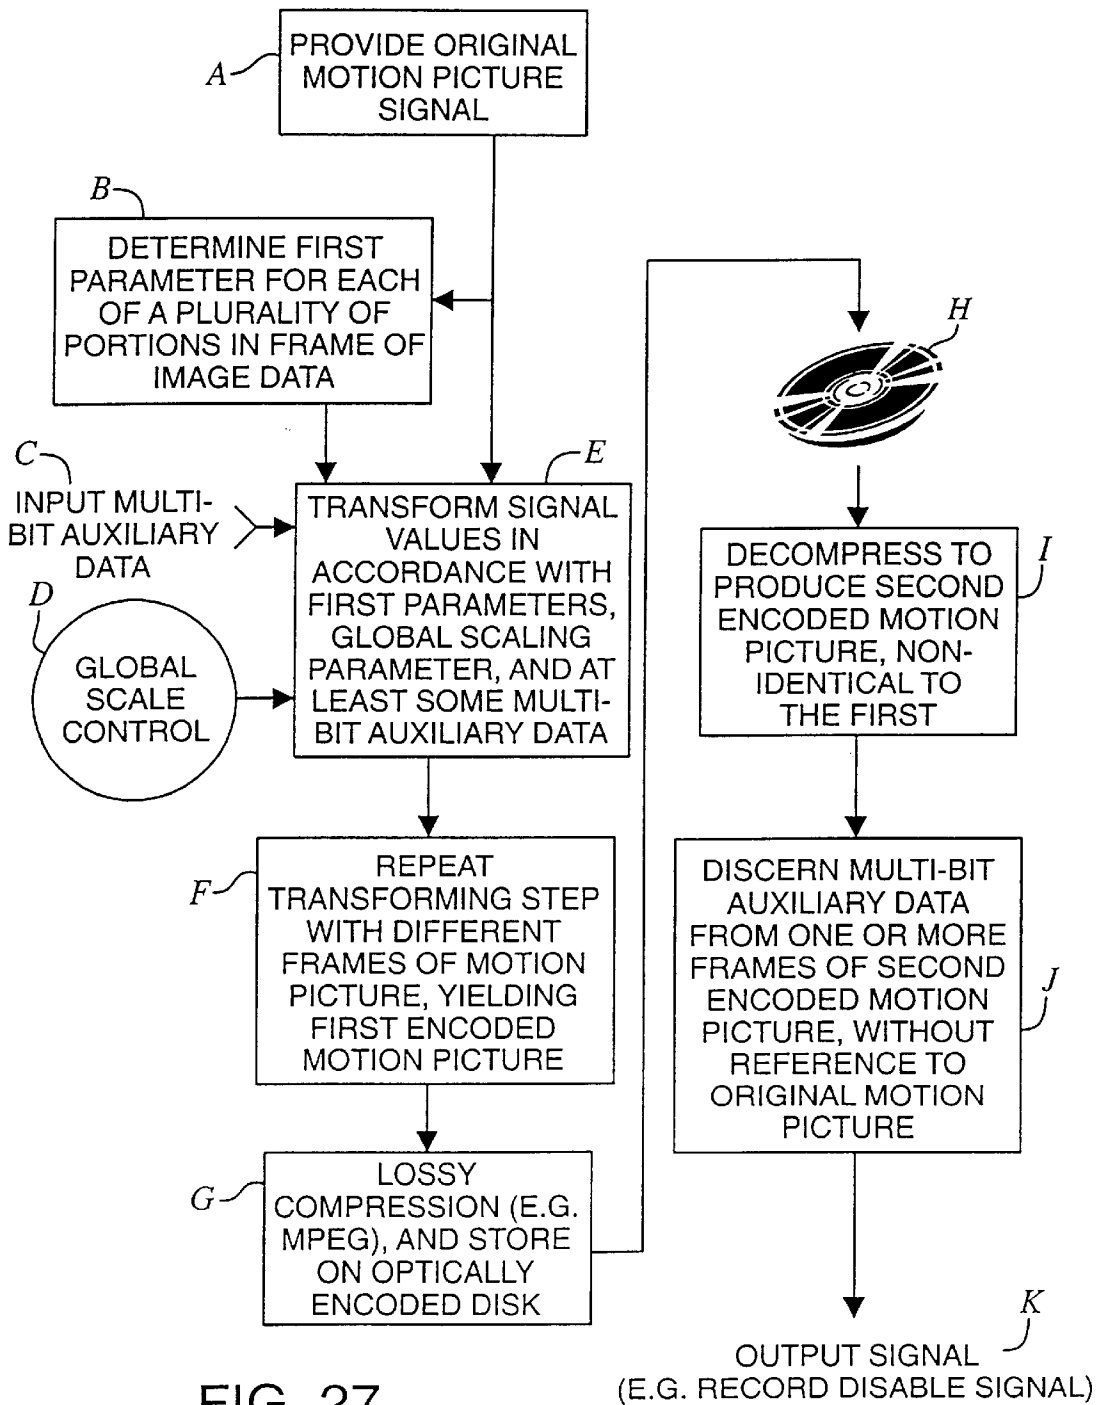 A
PROVIDE ORIGINAL
MOTION PICTURE
SIGNAL
B
DETERMINE FIRST
PARAMETER FOR EACH
OF A PLURALITY OF
PORTIONS IN FRAME OF
IMAGE DATA
C
INPUT MULTI-
BIT AUXILIARY
DATA
D
GLOBAL
SCALE
CONTROL
E
TRANSFORM SIGNAL
VALUES IN
ACCORDANCE WITH
FIRST PARAMETERS,
GLOBAL SCALING
PARAMETER, AND AT
LEAST SOME MULTI-
BIT AUXILIARY DATA
F
REPEAT
TRANSFORMING STEP
WITH DIFFERENT
FRAMES OF MOTION
PICTURE, YIELDING
FIRST ENCODED
MOTION PICTURE
G
LOSSY
COMPRESSION (E.G.
MPEG), AND STORE
ON OPTICALLY
ENCODED DISK
H
I
DECOMPRESS TO
PRODUCE SECOND
ENCODED MOTION
PICTURE, NON-
IDENTICAL TO
THE FIRST
J
DISCERN MULTI-BIT
AUXILIARY DATA
FROM ONE OR MORE
FRAMES OF SECOND
ENCODED MOTION
PICTURE, WITHOUT
REFERENCE TO
ORIGINAL MOTION
PICTURE
K
OUTPUT SIGNAL
(E.G. RECORD DISABLE SIGNAL)
FIG. 27